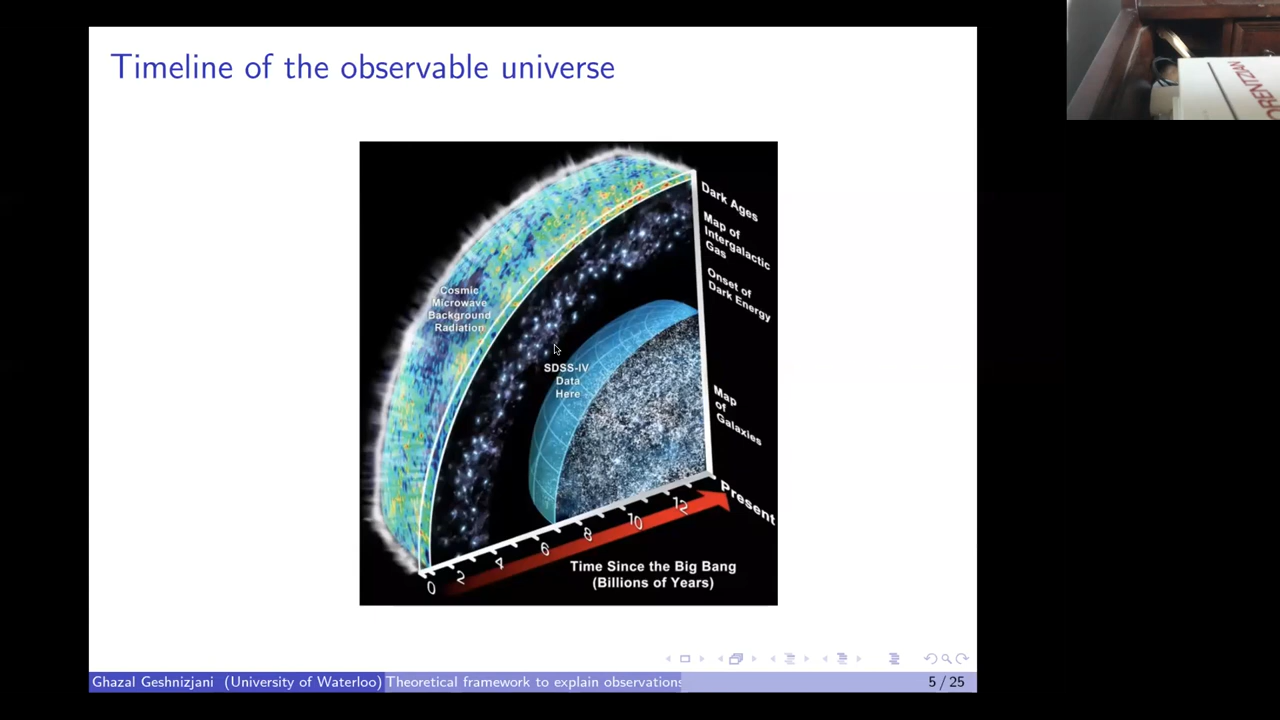 Timeline of the observable universe
Dark Ages
Map of
Intergalactic
Gas
Onset of
Dark Energy
Cosmic
Microwave
Background
Radiation
SDSS-IV
Data
Here
Map
of
Galaxies
Present
0 2 4 6 8 10 12
Time Since the Big Bang
(Billions of Years)
Ghazal Geshnizjani (University of Waterloo)
Theoretical framework to explain observations
5 / 25
ORENTZIAN